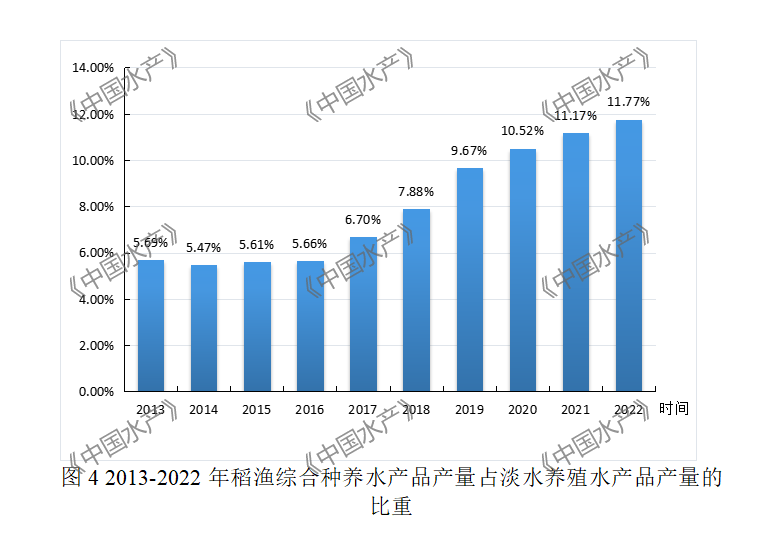 《中国水产》 《中国水产》 《中国水产》
14.00%
12.00%
10.00%
8.00%
6.00%
4.00%
2.00%
0.00%
5.69% 5.47% 5.61% 5.66% 6.70% 7.88% 9.67% 10.52% 11.17% 11.77%
《中国水产》 《中国水产》 《中国水产》
2013 2014 2015 2016 2017 2018 2019 2020 2021 2022 时间
《中国水产》 《中国水产》 《中国水产》
图 4 2013-2022 年稻渔综合种养水产品产量占淡水养殖水产品产量的
比重